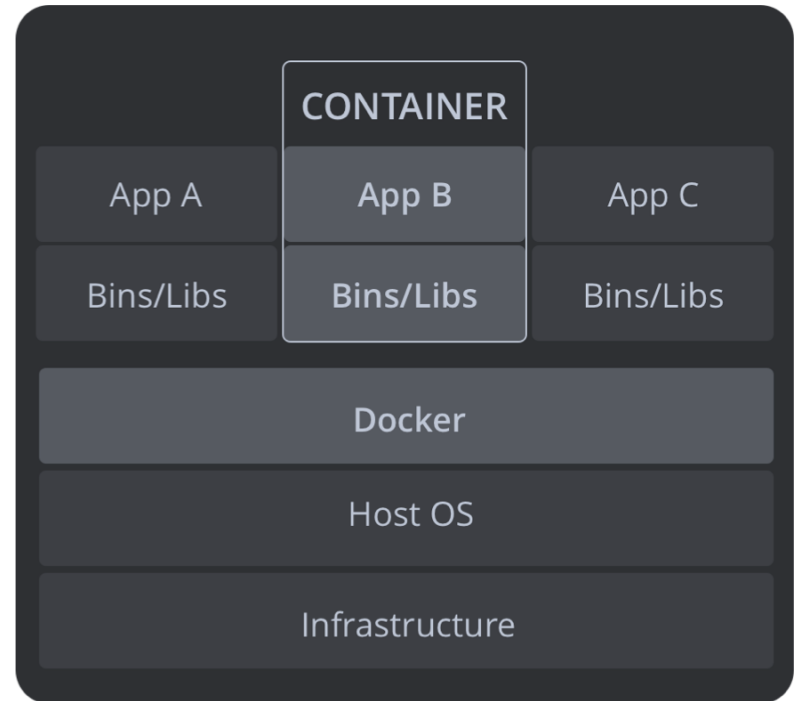 CONTAINER
App A
App B
App C
Bins/Libs
Bins/Libs
Bins/Libs
Docker
Host OS
Infrastructure